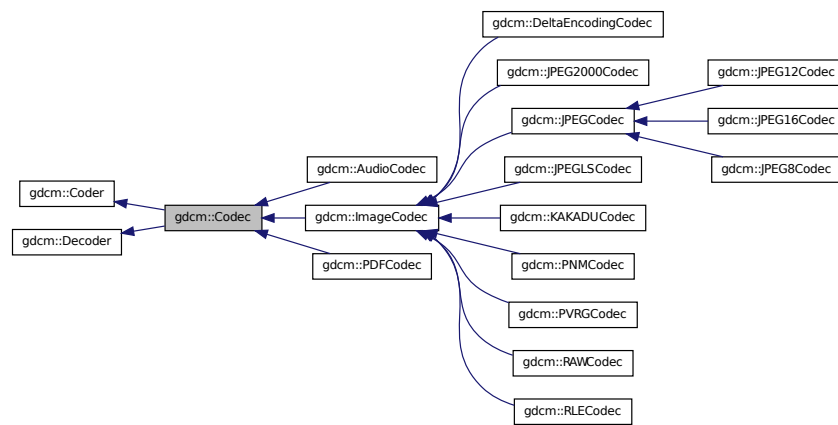 gdcm::DeltaEncodingCodec
gdcm::JPEG2000Codec
gdcm::JPEG12Codec
gdcm::JPEGCodec
gdcm::JPEG16Codec
gdcm::AudioCodec
gdcm::JPEGLSCodec
gdcm::JPEG8Codec
gdcm::Coder
gdcm::Codec
gdcm::ImageCodec
gdcm::KAKADUCodec
gdcm::Decoder
gdcm::PDFCodec
gdcm::PNMCodec
gdcm::PVRGCodec
gdcm::RAWCodec
gdcm::RLECodec